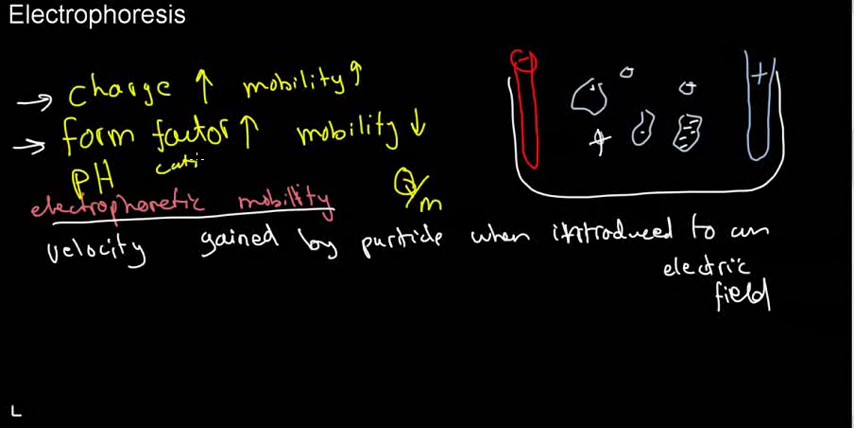 Electrophoresis
→ Charge ↑ mobility ↑
→ form factor ↑ mobility ↓
cati
PH
Q/m
electrophoretic mobility
velocity gained by particle when introduced to an
electric
field
- +
L